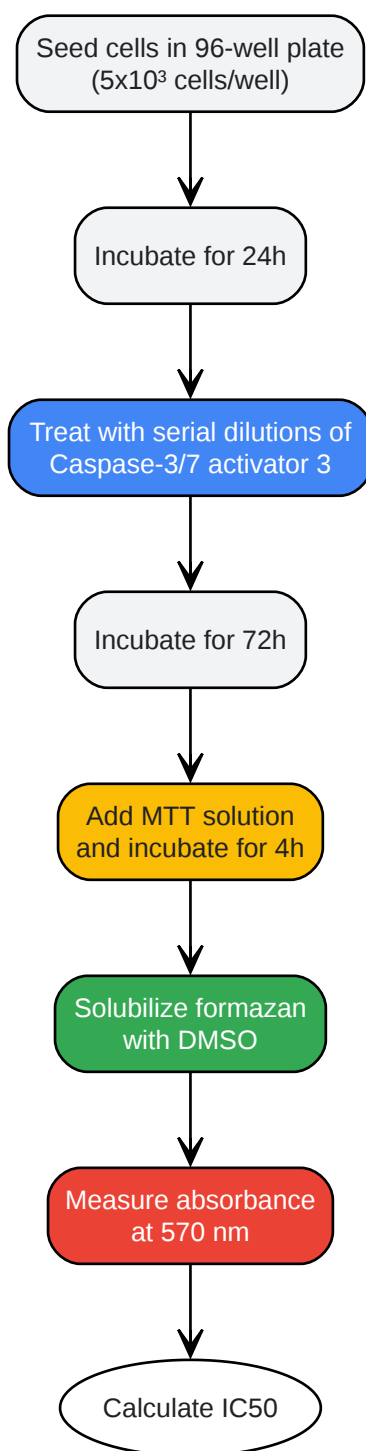 Seed cells in 96-well plate
(5x10³ cells/well)
Incubate for 24h
Treat with serial dilutions of
Caspase-3/7 activator 3
Incubate for 72h
Add MTT solution
and incubate for 4h
Solubilize formazan
with DMSO
Measure absorbance
at 570 nm
Calculate IC50